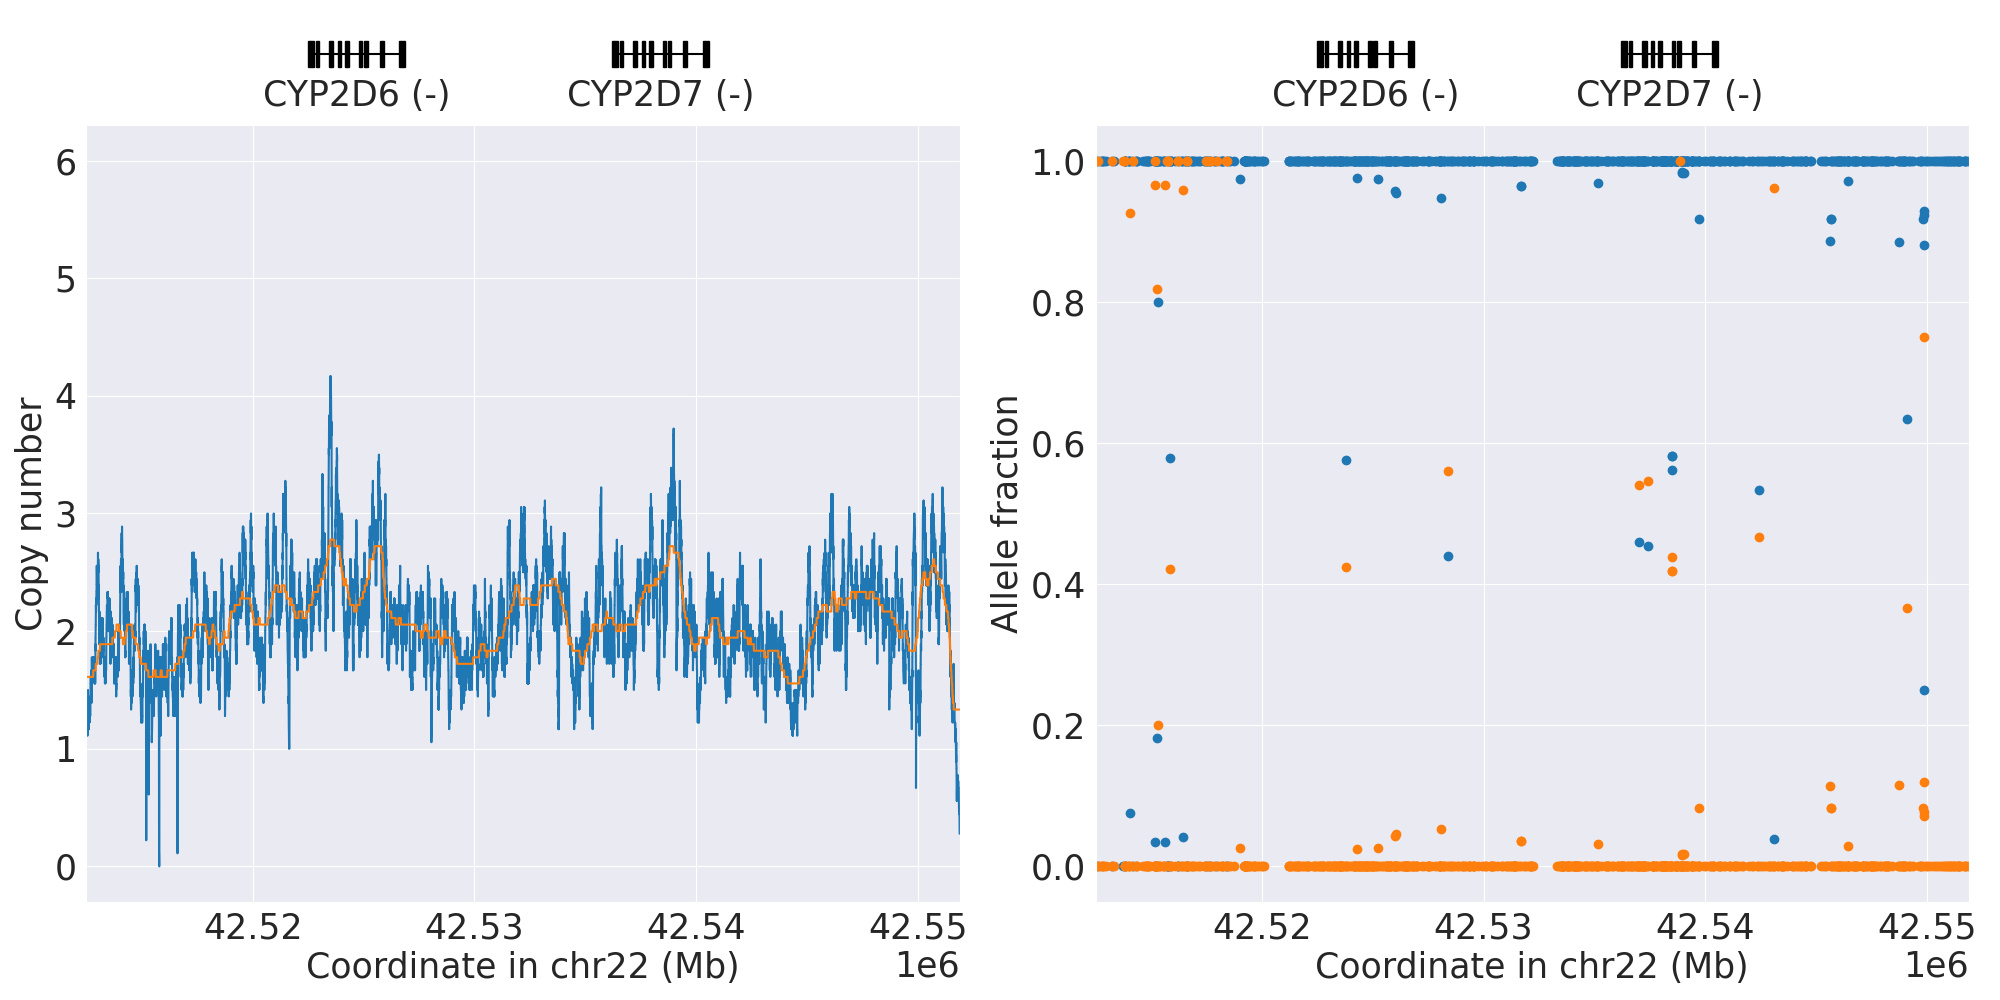 CYP2D6 (-)
CYP2D7 (-)
6
5
4
3
2
1
0
Copy number
42.52
42.53
42.54
42.55
1e6
Coordinate in chr22 (Mb)
CYP2D6 (-)
CYP2D7 (-)
1.0
0.8
0.6
0.4
0.2
0.0
Allele fraction
42.52
42.53
42.54
42.55
1e6
Coordinate in chr22 (Mb)